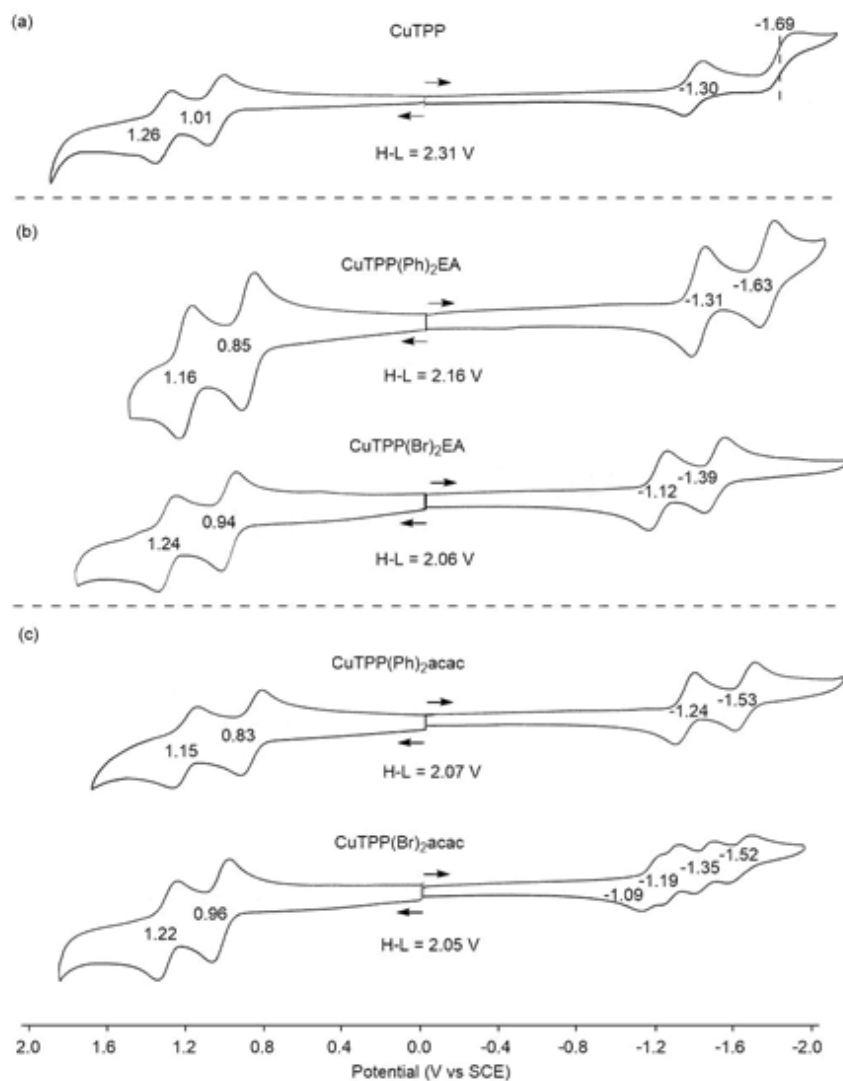 (a)
CuTPP
-1.69
-1.30
1.01
1.26
H-L = 2.31 V
(b)
CuTPP(Ph)₂EA
-1.31
-1.63
0.85
1.16
H-L = 2.16 V
CuTPP(Br)₂EA
-1.12
-1.39
0.94
1.24
H-L = 2.06 V
(c)
CuTPP(Ph)₂acac
-1.24
-1.53
0.83
1.15
H-L = 2.07 V
CuTPP(Br)₂acac
-1.09
-1.19
-1.35
-1.52
0.96
1.22
H-L = 2.05 V
2.0 1.6 1.2 0.8 0.4 0.0 -0.4 -0.8 -1.2 -1.6 -2.0
Potential (V vs SCE)